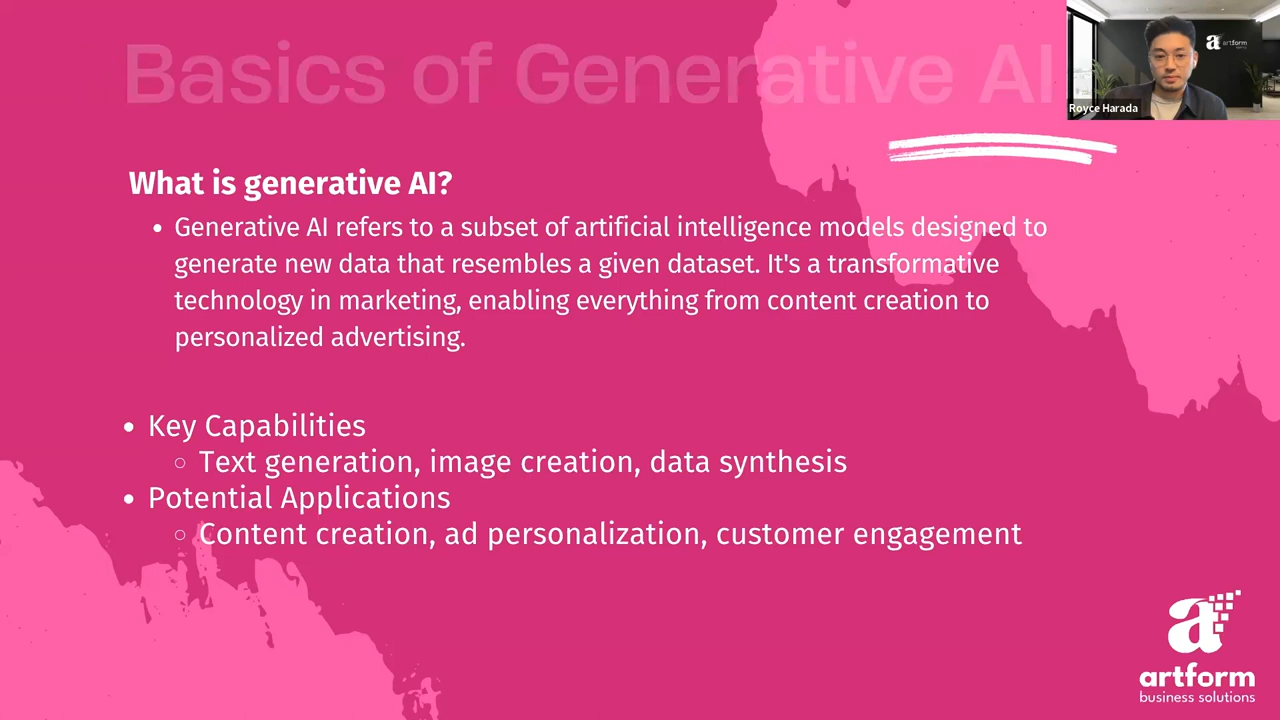 Basics of Generative AI
a artform
Royce Harada
What is generative AI?
• Generative AI refers to a subset of artificial intelligence models designed to
generate new data that resembles a given dataset. It's a transformative
technology in marketing, enabling everything from content creation to
personalized advertising.
• Key Capabilities
○ Text generation, image creation, data synthesis
• Potential Applications
○ Content creation, ad personalization, customer engagement
a
artform
business solutions